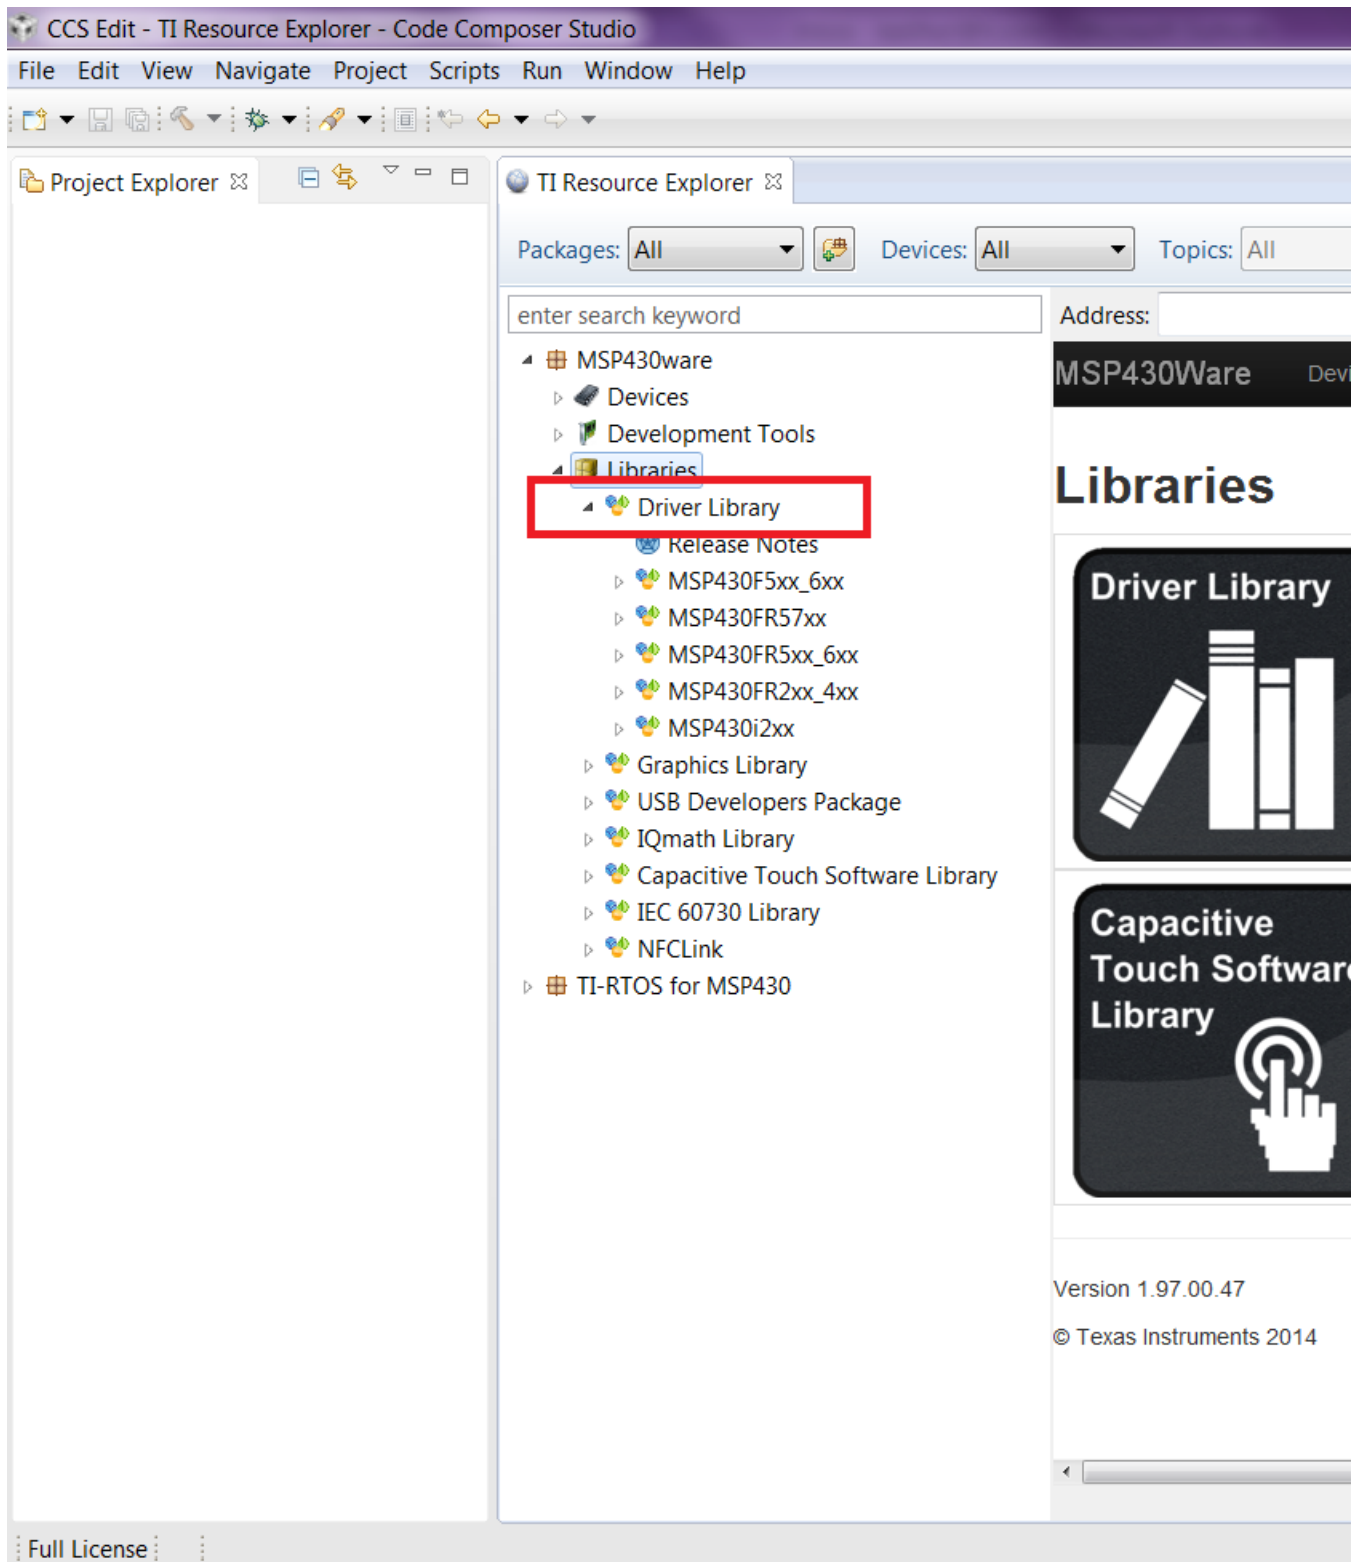 CCS Edit - TI Resource Explorer - Code Composer Studio
File Edit View Navigate Project Scripts Run Window Help
Project Explorer
TI Resource Explorer
Packages: All Devices: All Topics: All
enter search keyword
Address:
MSP430ware
Devices
Development Tools
Libraries
Driver Library
Release Notes
MSP430F5xx_6xx
MSP430FR57xx
MSP430FR5xx_6xx
MSP430FR2xx_4xx
MSP430i2xx
Graphics Library
USB Developers Package
IQmath Library
Capacitive Touch Software Library
IEC 60730 Library
NFCLink
TI-RTOS for MSP430
MSP430Ware Devi
Libraries
Driver Library
Capacitive
Touch Software
Library
Version 1.97.00.47
© Texas Instruments 2014
Full License